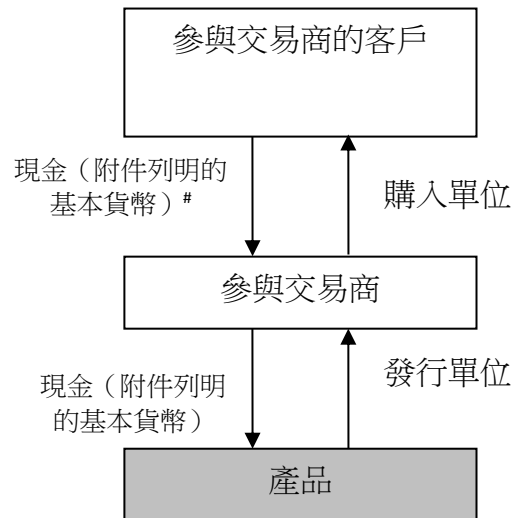 參與交易商的客戶
現金（附件列明的
基本貨幣）#
購入單位
參與交易商
現金（附件列明
的基本貨幣）
發行單位
產品